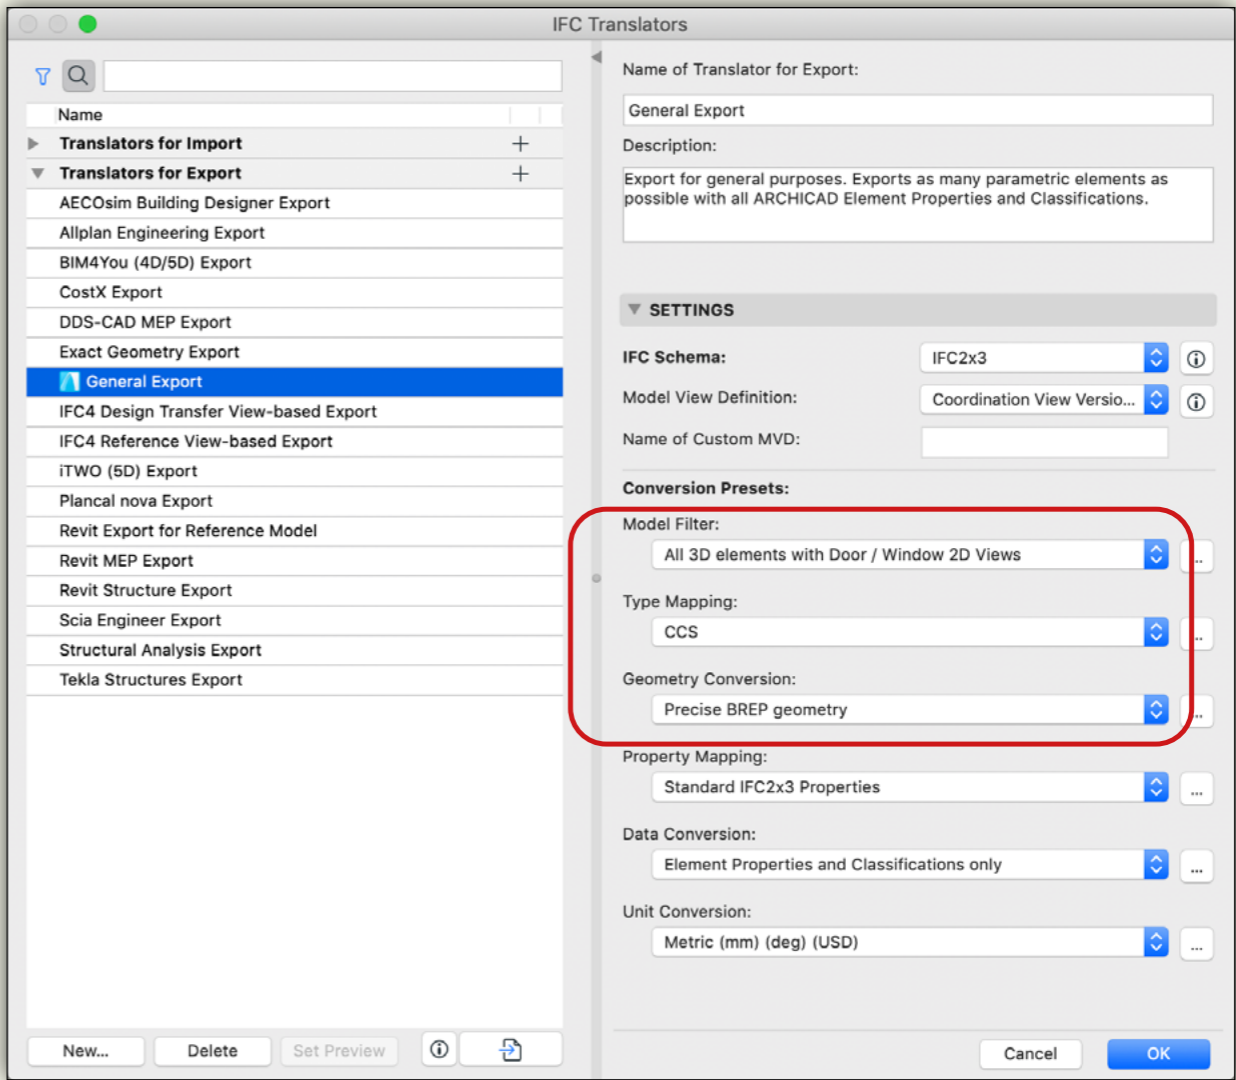 IFC Translators
Name
Translators for Import
Translators for Export
AECOsim Building Designer Export
Allplan Engineering Export
BIM4You (4D/5D) Export
CostX Export
DDS-CAD MEP Export
Exact Geometry Export
General Export
IFC4 Design Transfer View-based Export
IFC4 Reference View-based Export
iTWO (5D) Export
Plancal nova Export
Revit Export for Reference Model
Revit MEP Export
Revit Structure Export
Scia Engineer Export
Structural Analysis Export
Tekla Structures Export
New...
Delete
Set Preview
Name of Translator for Export:
General Export
Description:
Export for general purposes. Exports as many parametric elements as
possible with all ARCHICAD Element Properties and Classifications.
SETTINGS
IFC Schema:
IFC2x3
Model View Definition:
Coordination View Versio...
Name of Custom MVD:
Conversion Presets:
Model Filter:
All 3D elements with Door / Window 2D Views
...
Type Mapping:
CCS
...
Geometry Conversion:
Precise BREP geometry
...
Property Mapping:
Standard IFC2x3 Properties
...
Data Conversion:
Element Properties and Classifications only
...
Unit Conversion:
Metric (mm) (deg) (USD)
...
Cancel
OK